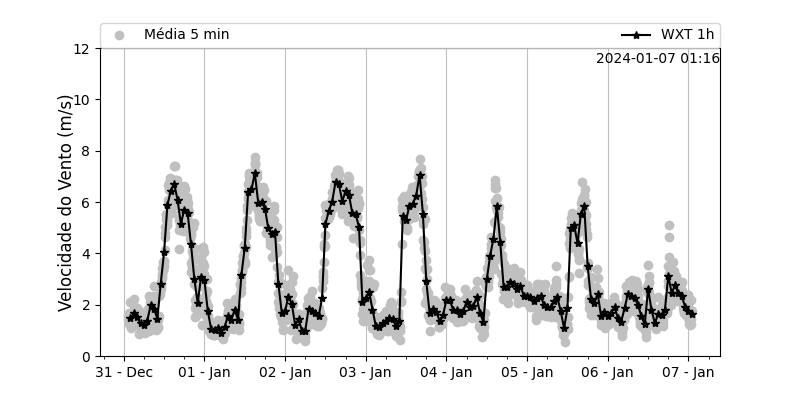 Média 5 min
WXT 1h
2024-01-07 01:16
Velocidade do Vento (m/s)
12
10
8
6
4
2
0
31 - Dec
01 - Jan
02 - Jan
03 - Jan
04 - Jan
05 - Jan
06 - Jan
07 - Jan